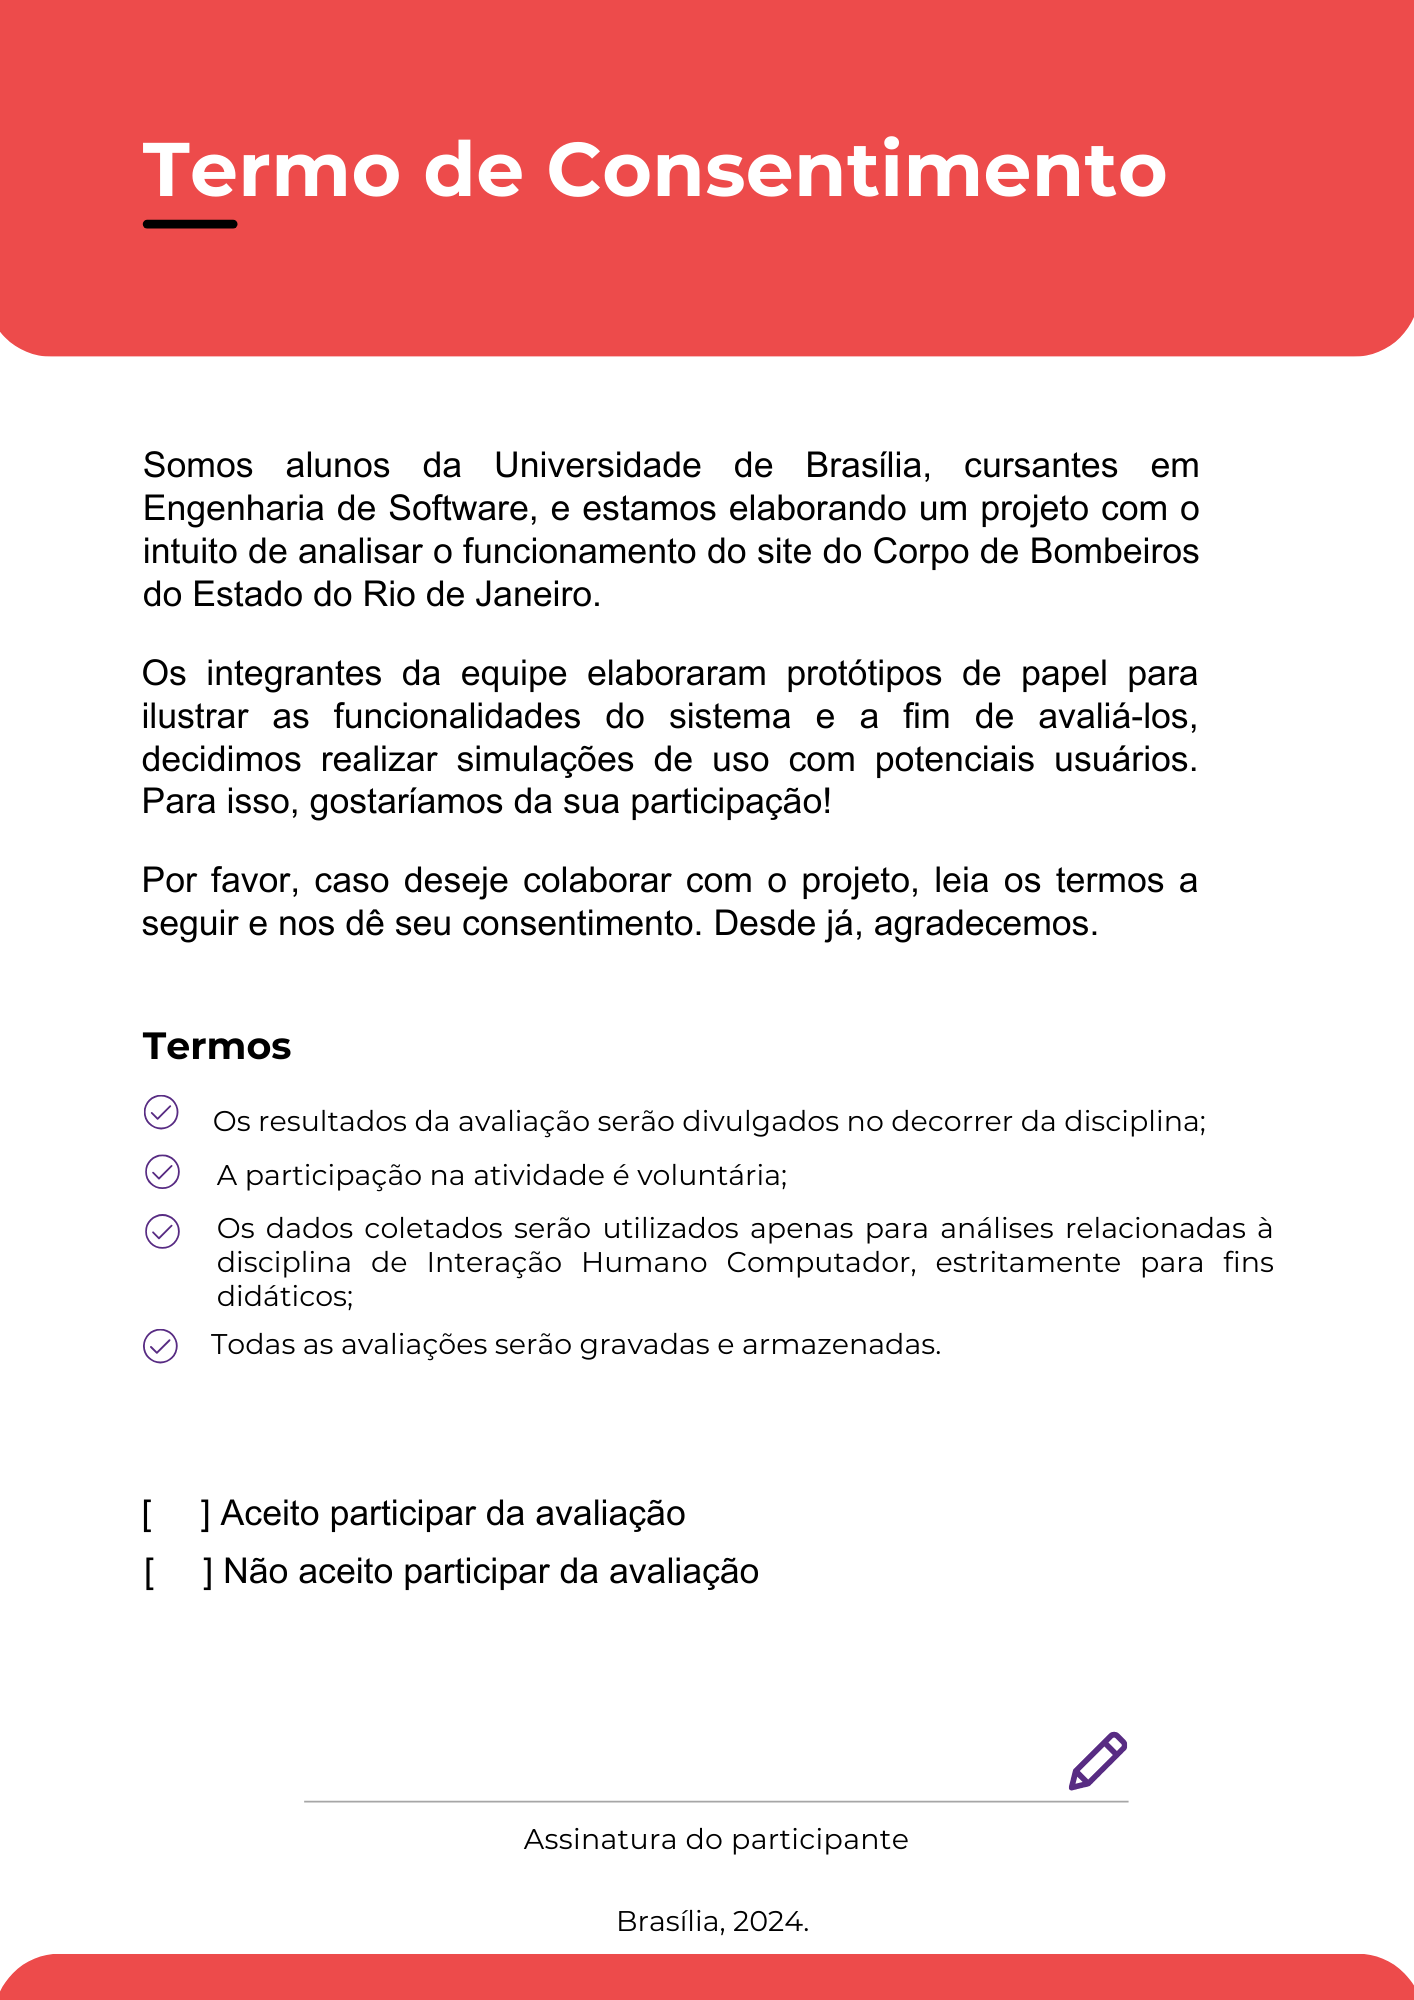 Termo de Consentimento
Somos alunos da Universidade de Brasília, cursantes em
Engenharia de Software, e estamos elaborando um projeto com o
intuito de analisar o funcionamento do site do Corpo de Bombeiros
do Estado do Rio de Janeiro.
Os integrantes da equipe elaboraram protótipos de papel para
ilustrar as funcionalidades do sistema e a fim de avaliá-los,
decidimos realizar simulações de uso com potenciais usuários.
Para isso, gostaríamos da sua participação!
Por favor, caso deseje colaborar com o projeto, leia os termos a
seguir e nos dê seu consentimento. Desde já, agradecemos.
Termos
Os resultados da avaliação serão divulgados no decorrer da disciplina;
A participação na atividade é voluntária;
Os dados coletados serão utilizados apenas para análises relacionadas à
disciplina de Interação Humano Computador, estritamente para fins
didáticos;
Todas as avaliações serão gravadas e armazenadas.
[ ] Aceito participar da avaliação
[ ] Não aceito participar da avaliação
Assinatura do participante
Brasília, 2024.